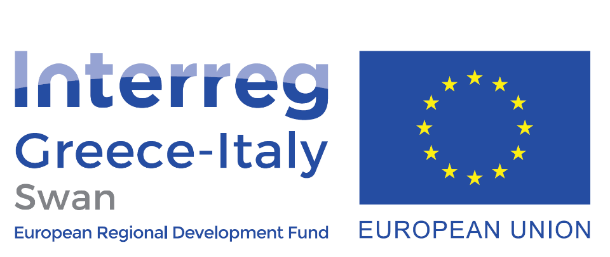 Interreg
Greece-Italy
Swan
European Regional Development Fund
EUROPEAN UNION